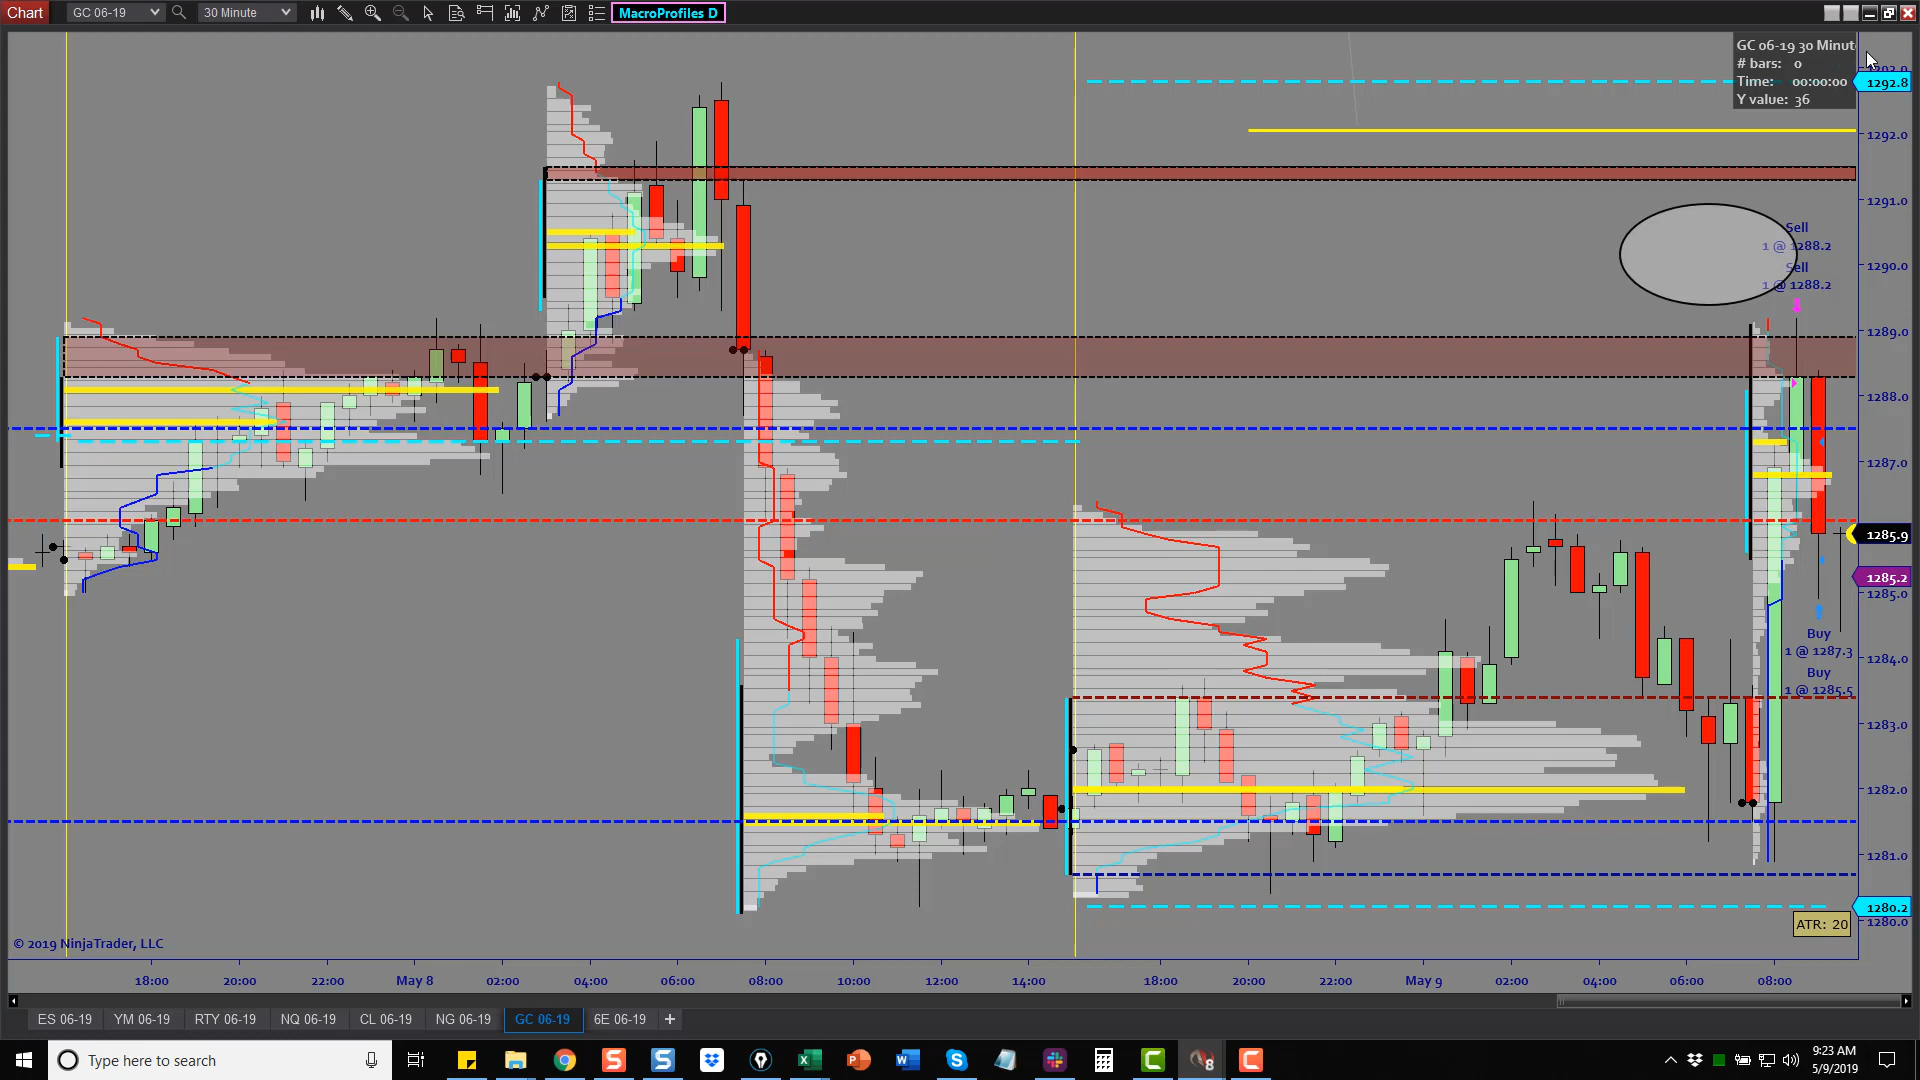 Chart
GC 06-19
30 Minute
MacroProfiles D
GC 06-19 30 Minute
# bars: 0
Time: 00:00:00
Y value: 36
1292.8
1292.0
1291.0
1290.0
1289.0
1288.0
1287.0
1285.9
1285.2
1285.0
1284.0
1283.0
1282.0
1281.0
1280.2
1280.0
Sell
1 @ 1288.2
Sell
1 @ 1288.2
Buy
1 @ 1287.3
Buy
1 @ 1285.5
ATR: 20
© 2019 NinjaTrader, LLC
18:00
20:00
22:00
May 8
02:00
04:00
06:00
08:00
10:00
12:00
14:00
18:00
20:00
22:00
May 9
02:00
04:00
06:00
08:00
ES 06-19
YM 06-19
RTY 06-19
NQ 06-19
CL 06-19
NG 06-19
GC 06-19
6E 06-19
+
Type here to search
9:23 AM
5/9/2019